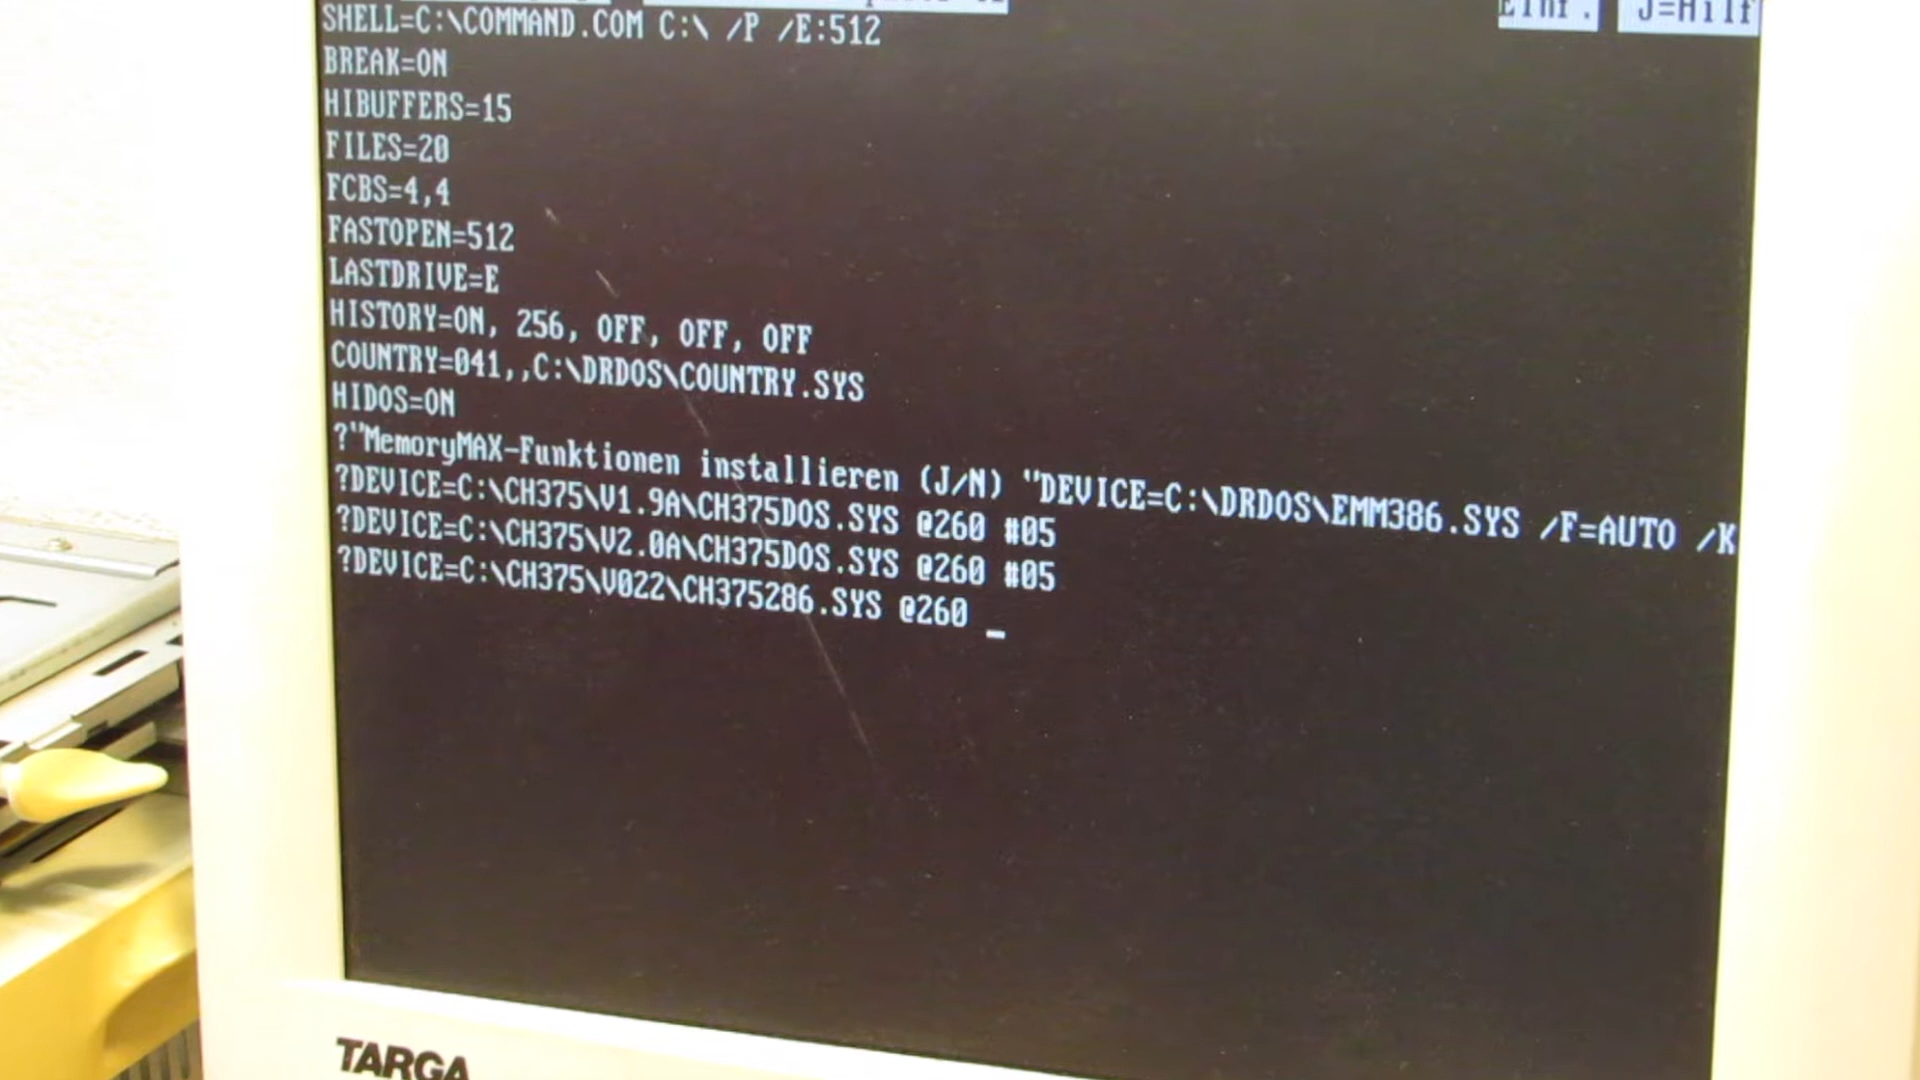 Einf. J=Hilf
SHELL=C:\COMMAND.COM C:\ /P /E:512
BREAK=ON
HIBUFFERS=15
FILES=20
FCBS=4,4
FASTOPEN=512
LASTDRIVE=E
HISTORY=ON, 256, OFF, OFF, OFF
COUNTRY=041,,C:\DRDOS\COUNTRY.SYS
HIDOS=ON
?"MemoryMAX-Funktionen installieren (J/N) "DEVICE=C:\DRDOS\EMM386.SYS /F=AUTO /K
?DEVICE=C:\CH375\V1.9A\CH375DOS.SYS @260 #05
?DEVICE=C:\CH375\V2.0A\CH375DOS.SYS @260 #05
?DEVICE=C:\CH375\V022\CH375286.SYS @260 _
TARGA